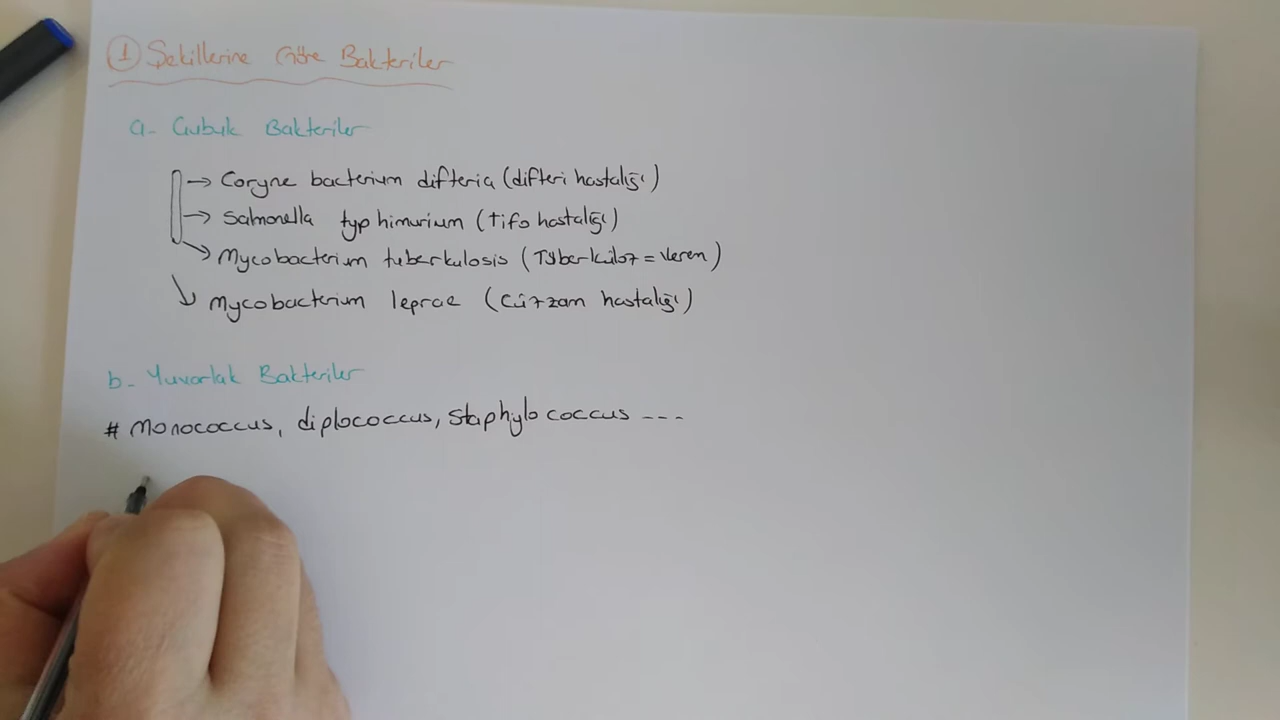 ① Şekillerine Göre Bakteriler
a- Çubuk Bakteriler
→ Coryne bacterium difteria (difteri hastalığı)
→ Salmonella typhimurium (Tifo hastalığı)
→ Mycobacterium tuberkulosis (Tüberküloz = Verem)
→ Mycobacterium leprae (Cüzzam hastalığı)
b- Yuvarlak Bakteriler
# Monococcus, diplococcus, staphylococcus ---